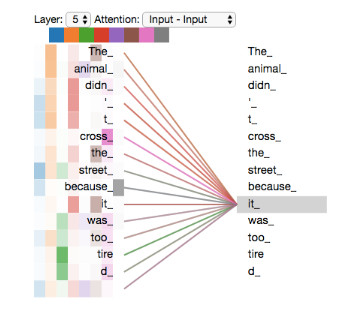 Layer: 5 Attention: Input - Input
The_ The_
animal_ animal_
didn_ didn_
'_ '_
t_ t_
cross_ cross_
the_ the_
street_ street_
because_ because_
it_ it_
was_ was_
too_ too_
tire tire
d_ d_